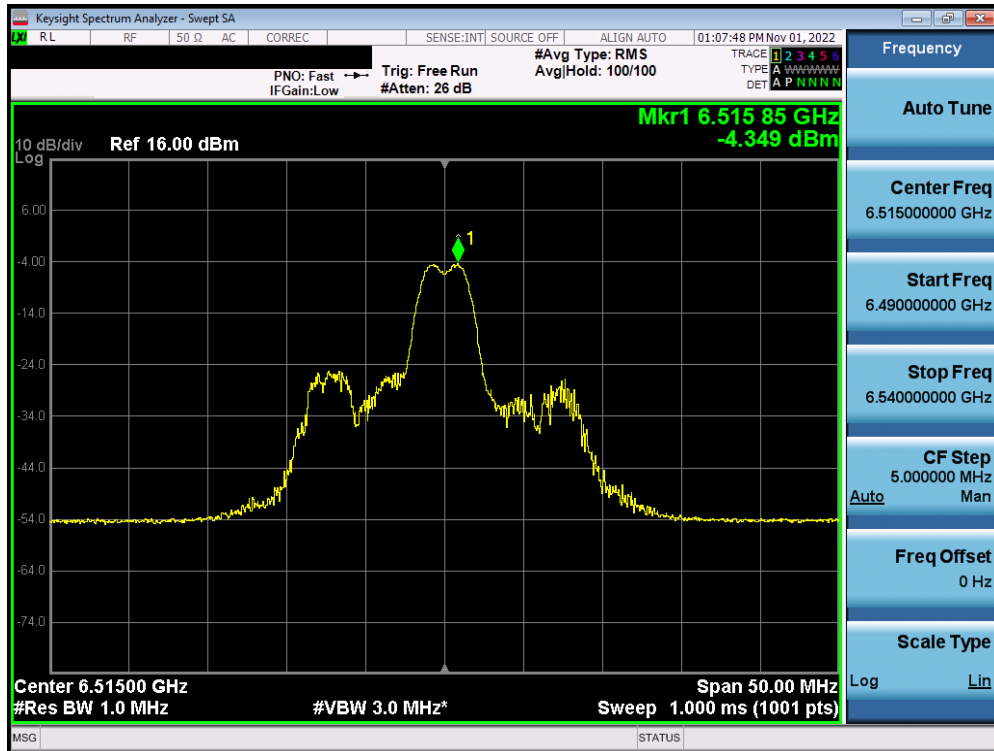 Keysight Spectrum Analyzer - Swept SA
LXI RL RF 50 Ω AC CORREC SENSE:INT SOURCE OFF ALIGN AUTO 01:07:48 PM Nov 01, 2022
PNO: Fast Trig: Free Run #Avg Type: RMS TRACE 1 2 3 4 5 6
IFGain:Low #Atten: 26 dB Avg|Hold: 100/100 TYPE A WWWWW
DET A P N N N N
Mkr1 6.515 85 GHz
-4.349 dBm
10 dB/div Ref 16.00 dBm
Log
1
6.00
-4.00
-14.0
-24.0
-34.0
-44.0
-54.0
-64.0
-74.0
Center 6.51500 GHz Span 50.00 MHz
#Res BW 1.0 MHz #VBW 3.0 MHz* Sweep 1.000 ms (1001 pts)
MSG STATUS
Frequency
Auto Tune
Center Freq
6.515000000 GHz
Start Freq
6.490000000 GHz
Stop Freq
6.540000000 GHz
CF Step
5.000000 MHz
Auto Man
Freq Offset
0 Hz
Scale Type
Log Lin